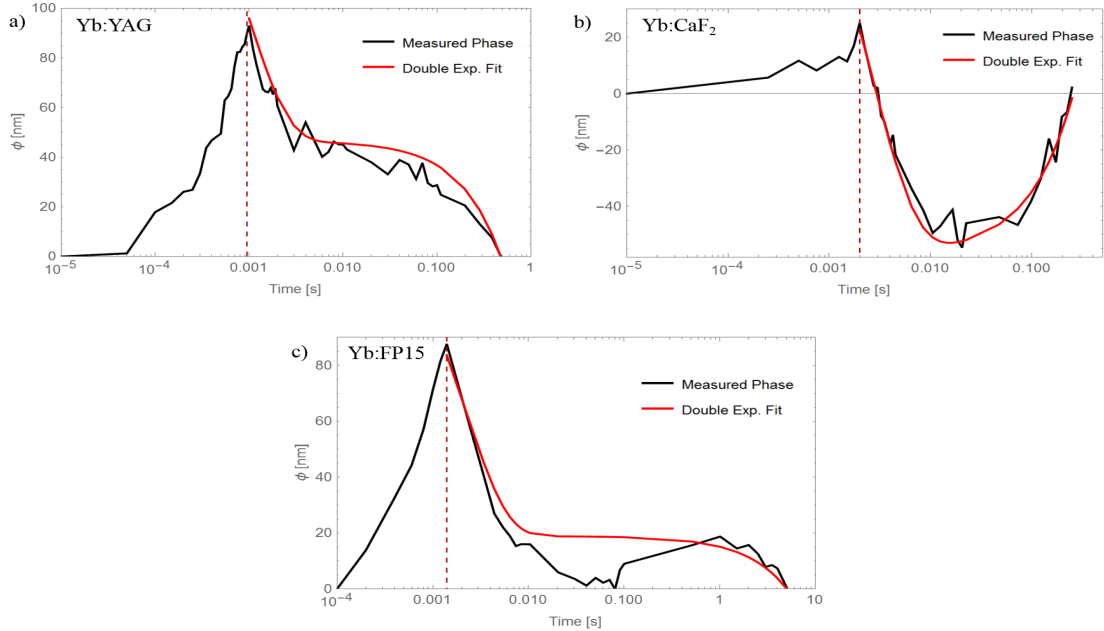 a)
Yb:YAG
Measured Phase
Double Exp. Fit
ϕ [nm]
100
80
60
40
20
0
10⁻⁵ 10⁻⁴ 0.001 0.010 0.100 1
Time [s]
b)
Yb:CaF₂
Measured Phase
Double Exp. Fit
ϕ [nm]
20
0
−20
−40
10⁻⁵ 10⁻⁴ 0.001 0.010 0.100
Time [s]
c)
Yb:FP15
Measured Phase
Double Exp. Fit
ϕ [nm]
80
60
40
20
0
10⁻⁴ 0.001 0.010 0.100 1 10
Time [s]